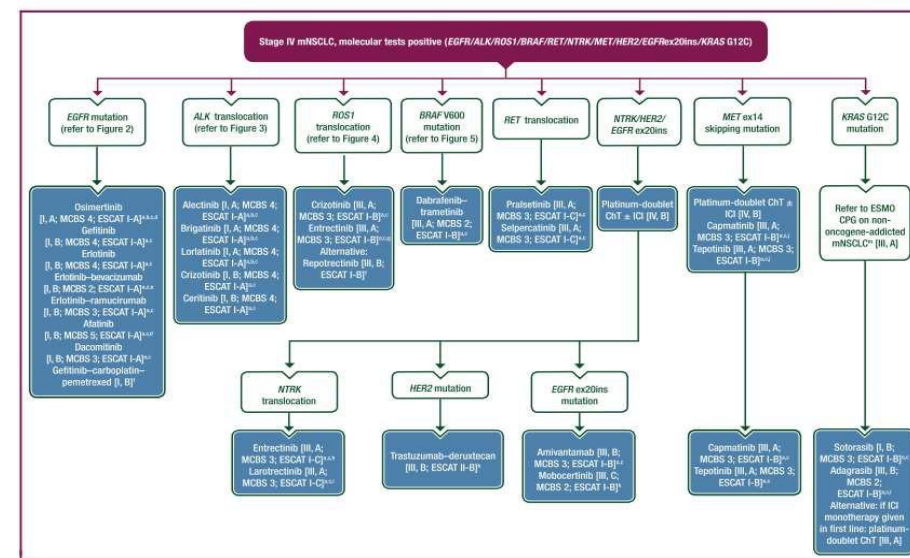 Stage IV mNSCLC, molecular tests positive (EGFR/ALK/ROS1/BRAF/RET/NTRK/MET/HER2/EGFRex20ins/KRAS G12C)
EGFR mutation
(refer to Figure 2)
ALK translocation
(refer to Figure 3)
ROS1
translocation
(refer to Figure 4)
BRAF V600
mutation
(refer to Figure 5)
RET translocation
NTRK/HER2/
EGFR ex20ins
MET ex14
skipping mutation
KRAS G12C
mutation
Osimertinib
[I, A; MCBS 4; ESCAT I-A]
Gefitinib
[I, B; MCBS 4; ESCAT I-A]
Erlotinib
[I, B; MCBS 4; ESCAT I-A]
Erlotinib–bevacizumab
[I, B; MCBS 2; ESCAT I-A]
Erlotinib–ramucirumab
[I, B; MCBS 3; ESCAT I-A]
Afatinib
[I, B; MCBS 5; ESCAT I-A]
Dacomitinib
[I, B; MCBS 3; ESCAT I-A]
Gefitinib–carboplatin–
pemetrexed [I, B]
Alectinib [I, A; MCBS 4;
ESCAT I-A]
Brigatinib [I, A; MCBS 4;
ESCAT I-A]
Lorlatinib [I, A; MCBS 4;
ESCAT I-A]
Crizotinib [I, B; MCBS 4;
ESCAT I-A]
Ceritinib [I, B; MCBS 4;
ESCAT I-A]
Crizotinib [III, A;
MCBS 3; ESCAT I-B]
Entrectinib [III, A;
MCBS 3; ESCAT I-B]
Alternative:
Repotrectinib [III, B;
ESCAT I-B]
Dabrafenib–
trametinib
[III, A; MCBS 2;
ESCAT I-B]
Pralsetinib [III, A;
MCBS 3; ESCAT I-C]
Selpercatinib [III, A;
MCBS 3; ESCAT I-C]
Platinum-doublet
ChT ± ICI [IV, B]
Platinum-doublet ChT ±
ICI [IV, B]
Capmatinib [III, A;
MCBS 3; ESCAT I-B]
Tepotinib [III, A; MCBS 3;
ESCAT I-B]
Refer to ESMO
CPG on non-
oncogene-addicted
mNSCLC [III, A]
NTRK
translocation
HER2 mutation
EGFR ex20ins
mutation
Entrectinib [III, A;
MCBS 3; ESCAT I-C]
Larotrectinib [III, A;
MCBS 3; ESCAT I-C]
Trastuzumab–deruxtecan
[III, B; ESCAT II-B]
Amivantamab [III, B;
MCBS 3; ESCAT I-B]
Mobocertinib [III, C;
MCBS 2; ESCAT I-B]
Capmatinib [III, A;
MCBS 3; ESCAT I-B]
Tepotinib [III, A; MCBS 3;
ESCAT I-B]
Sotorasib [I, B;
MCBS 3; ESCAT I-B]
Adagrasib [III, B;
MCBS 2;
ESCAT I-B]
Alternative: if ICI
monotherapy given
in first line: platinum-
doublet ChT [III, A]